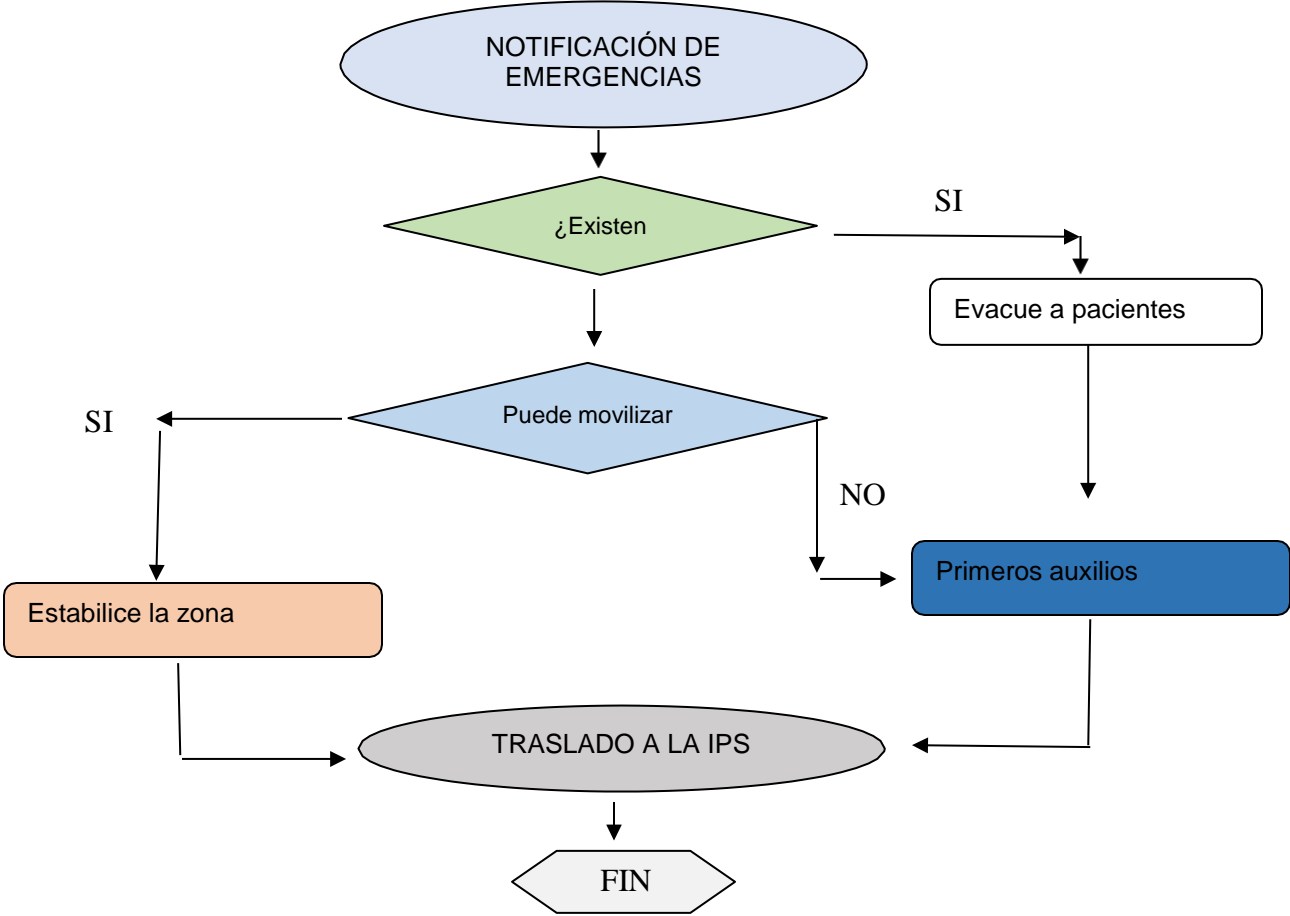 NOTIFICACIÓN DE
EMERGENCIAS
¿Existen
SI
Evacue a pacientes
Puede movilizar
SI
NO
Primeros auxilios
Estabilice la zona
TRASLADO A LA IPS
FIN